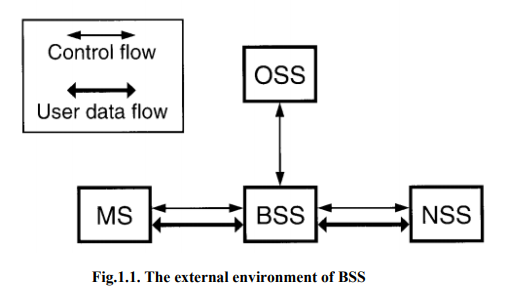 Control flow
User data flow
OSS
MS
BSS
NSS
Fig.1.1. The external environment of BSS